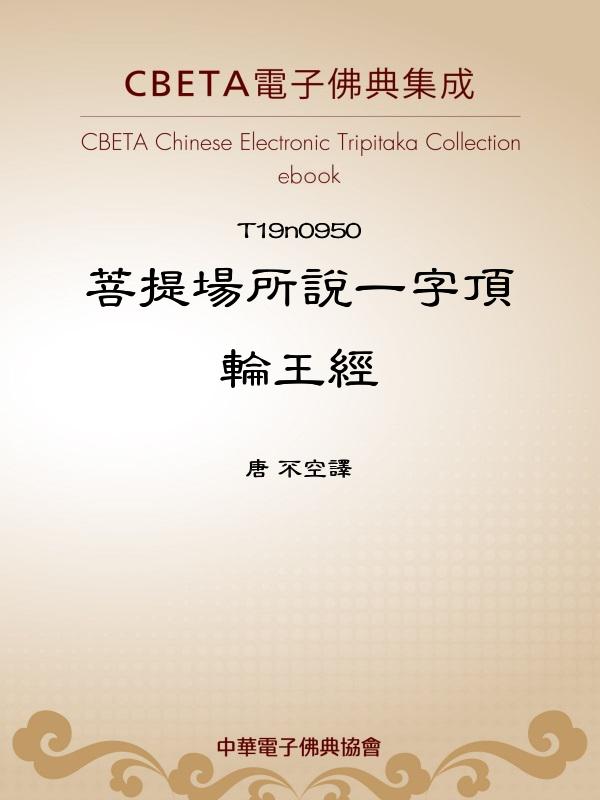 CBETA電子佛典集成
CBETA Chinese Electronic Tripitaka Collection
ebook
T19n0950
菩提場所說一字頂
輪王經
唐 不空譯
中華電子佛典協會